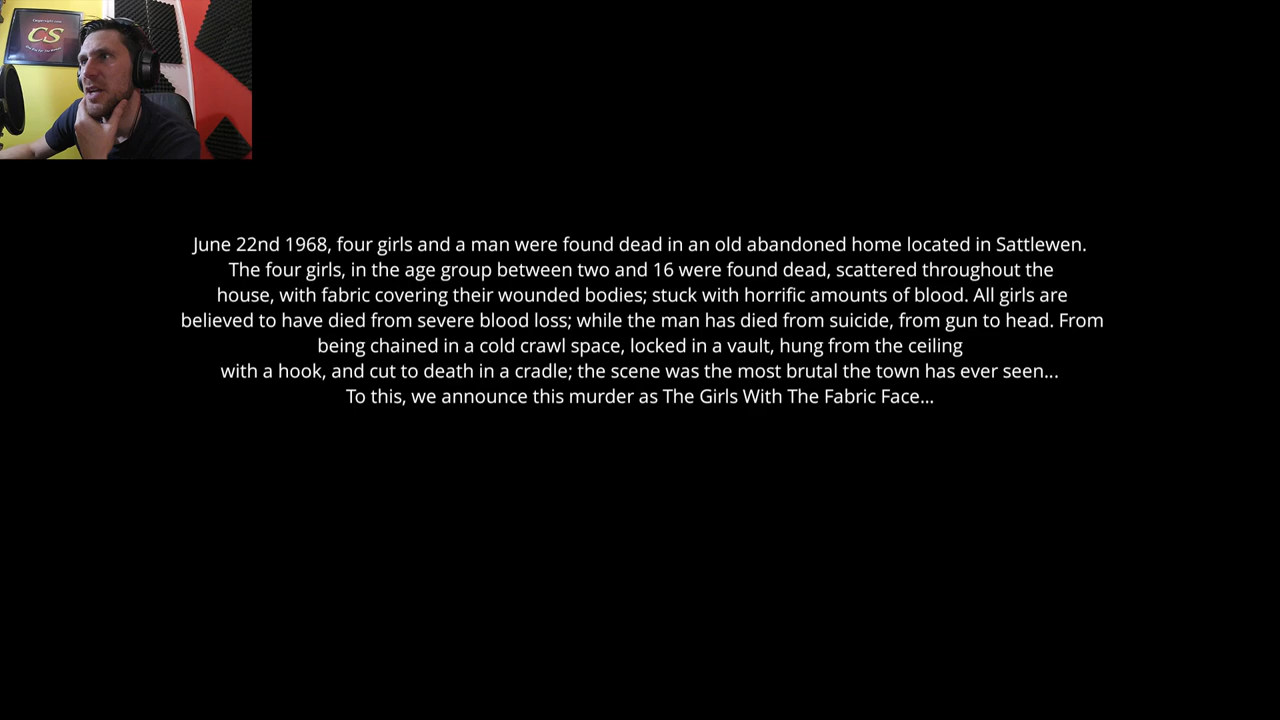 CS
June 22nd 1968, four girls and a man were found dead in an old abandoned home located in Sattlewen.
The four girls, in the age group between two and 16 were found dead, scattered throughout the
house, with fabric covering their wounded bodies; stuck with horrific amounts of blood. All girls are
believed to have died from severe blood loss; while the man has died from suicide, from gun to head. From
being chained in a cold crawl space, locked in a vault, hung from the ceiling
with a hook, and cut to death in a cradle; the scene was the most brutal the town has ever seen...
To this, we announce this murder as The Girls With The Fabric Face...